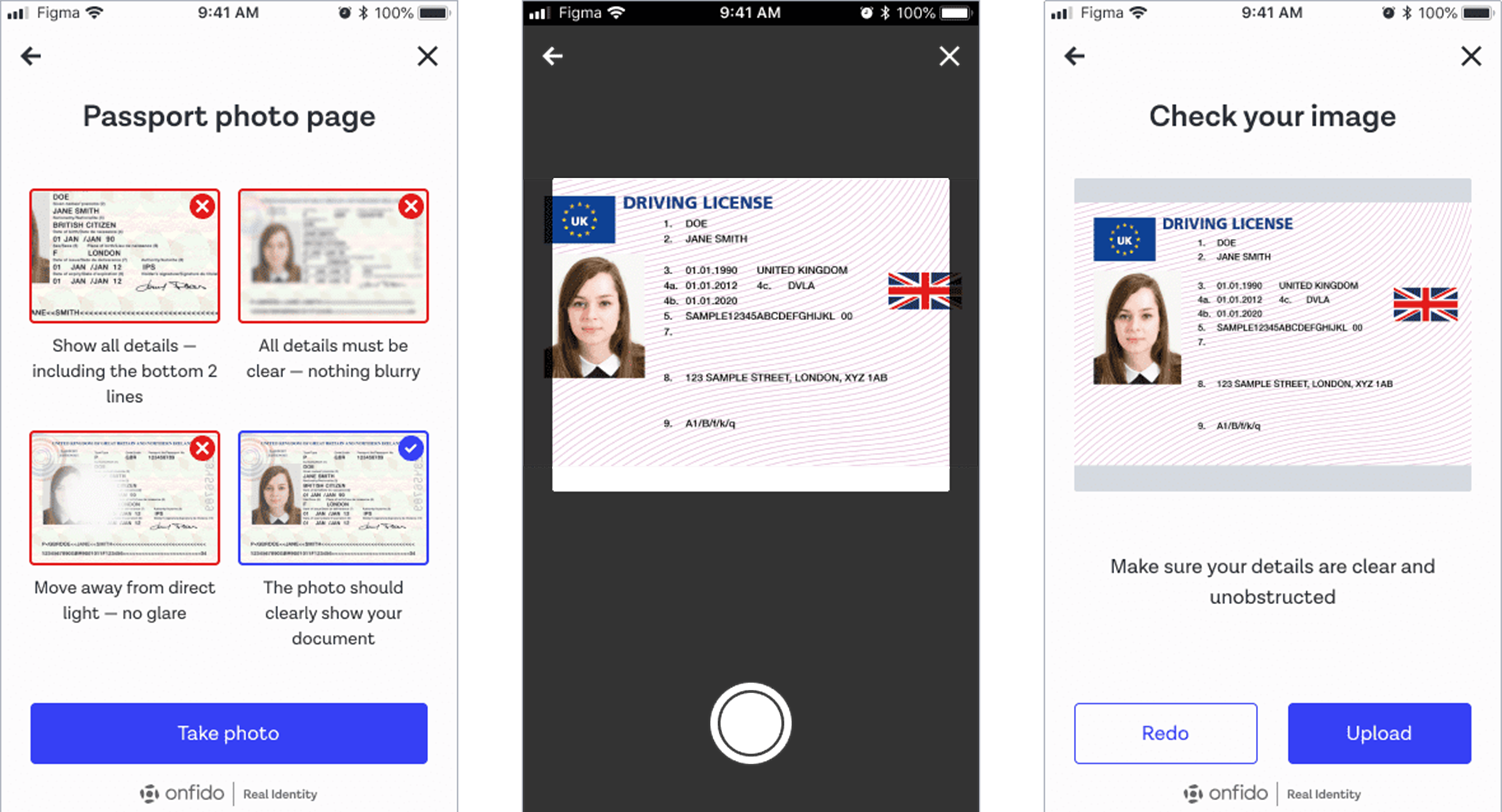 Figma 9:41 AM 100%
Passport photo page
DOE
JANE SMITH
BRITISH CITIZEN
01 JAN /JAN 90
F LONDON
01 JAN /JAN 12 IPS
01 JAN /JAN 12
Show all details —
including the bottom 2
lines
All details must be
clear — nothing blurry
Move away from direct
light — no glare
DOE
JANE SMITH
BRITISH CITIZEN
The photo should
clearly show your
document
Take photo
onfido | Real Identity
Figma 9:41 AM 100%
UK DRIVING LICENSE
1. DOE
2. JANE SMITH
3. 01.01.1990 UNITED KINGDOM
4a. 01.01.2012 4c. DVLA
4b. 01.01.2020
5. SAMPLE12345ABCDEFGHIJKL 00
7.
8. 123 SAMPLE STREET, LONDON, XYZ 1AB
9. A1/B/f/k/q
Figma 9:41 AM 100%
Check your image
UK DRIVING LICENSE
1. DOE
2. JANE SMITH
3. 01.01.1990 UNITED KINGDOM
4a. 01.01.2012 4c. DVLA
4b. 01.01.2020
5. SAMPLE12345ABCDEFGHIJKL 00
7.
8. 123 SAMPLE STREET, LONDON, XYZ 1AB
9. A1/B/f/k/q
Make sure your details are clear and
unobstructed
Redo
Upload
onfido | Real Identity